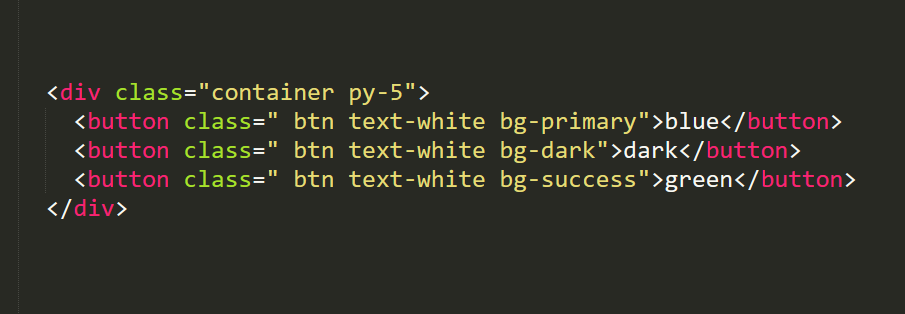 <div class="container py-5">
<button class=" btn text-white bg-primary">blue</button>
<button class=" btn text-white bg-dark">dark</button>
<button class=" btn text-white bg-success">green</button>
</div>